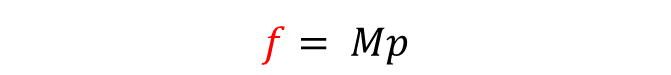 f = Mp